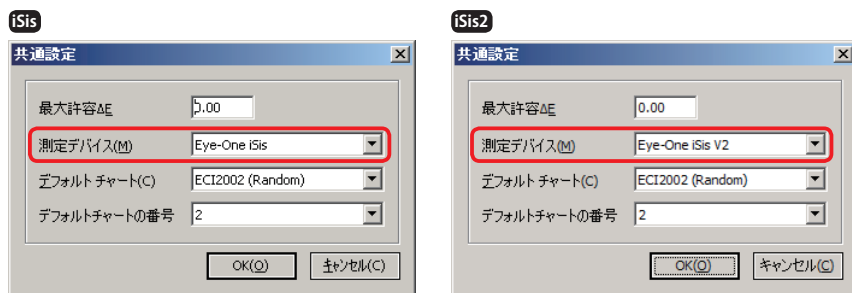 iSis
共通設定
最大許容ΔE 0.00
測定デバイス(M) Eye-One iSis
デフォルト チャート(C) ECI2002 (Random)
デフォルトチャートの番号 2
OK(O) キャンセル(C)
iSis2
共通設定
最大許容ΔE 0.00
測定デバイス(M) Eye-One iSis V2
デフォルト チャート(C) ECI2002 (Random)
デフォルトチャートの番号 2
OK(O) キャンセル(C)